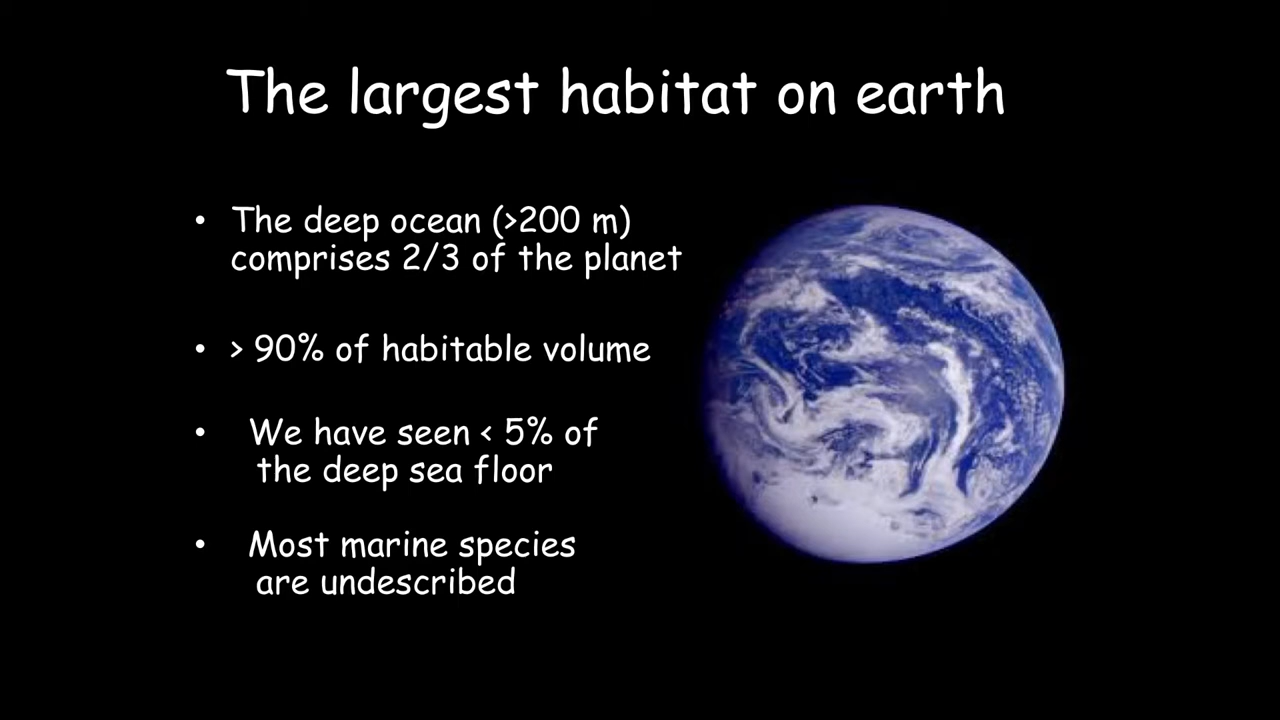 The largest habitat on earth
• The deep ocean (>200 m)
comprises 2/3 of the planet
• > 90% of habitable volume
• We have seen < 5% of
the deep sea floor
• Most marine species
are undescribed